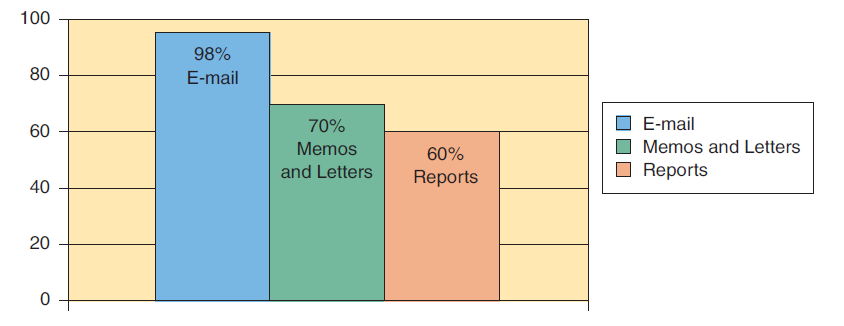 100
80
60
40
20
0
98%
E-mail
70%
Memos
and Letters
60%
Reports
E-mail
Memos and Letters
Reports